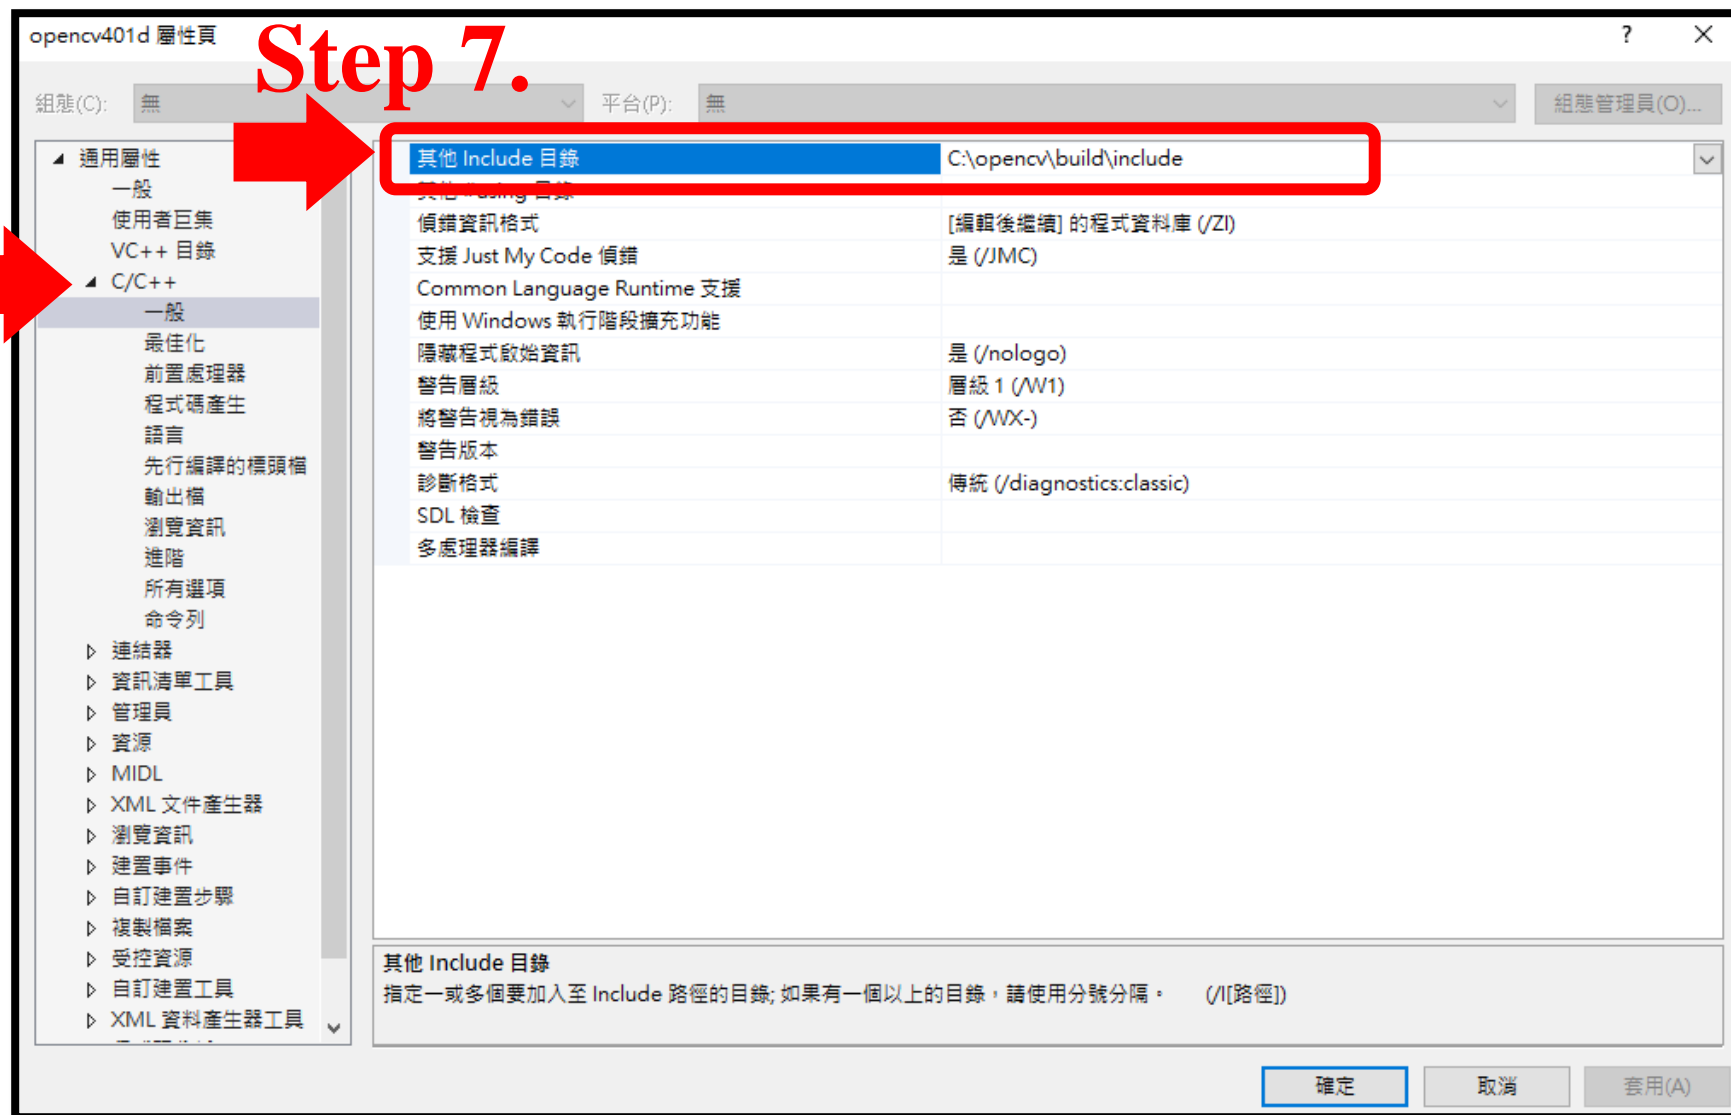 opencv401d 屬性頁
Step 7.
組態(C): 無 平台(P): 無 組態管理員(O)...
通用屬性
一般
使用者巨集
VC++ 目錄
C/C++
一般
最佳化
前置處理器
程式碼產生
語言
先行編譯的標頭檔
輸出檔
瀏覽資訊
進階
所有選項
命令列
連結器
資訊清單工具
管理員
資源
MIDL
XML 文件產生器
瀏覽資訊
建置事件
自訂建置步驟
複製檔案
受控資源
自訂建置工具
XML 資料產生器工具
其他 Include 目錄 C:\opencv\build\include
其他 #using 目錄
偵錯資訊格式 [編輯後繼續] 的程式資料庫 (/ZI)
支援 Just My Code 偵錯 是 (/JMC)
Common Language Runtime 支援
使用 Windows 執行階段擴充功能
隱藏程式啟始資訊 是 (/nologo)
警告層級 層級 1 (/W1)
將警告視為錯誤 否 (/WX-)
警告版本
診斷格式 傳統 (/diagnostics:classic)
SDL 檢查
多處理器編譯
其他 Include 目錄
指定一或多個要加入至 Include 路徑的目錄; 如果有一個以上的目錄，請使用分號分隔。 (/I[路徑])
確定 取消 套用(A)